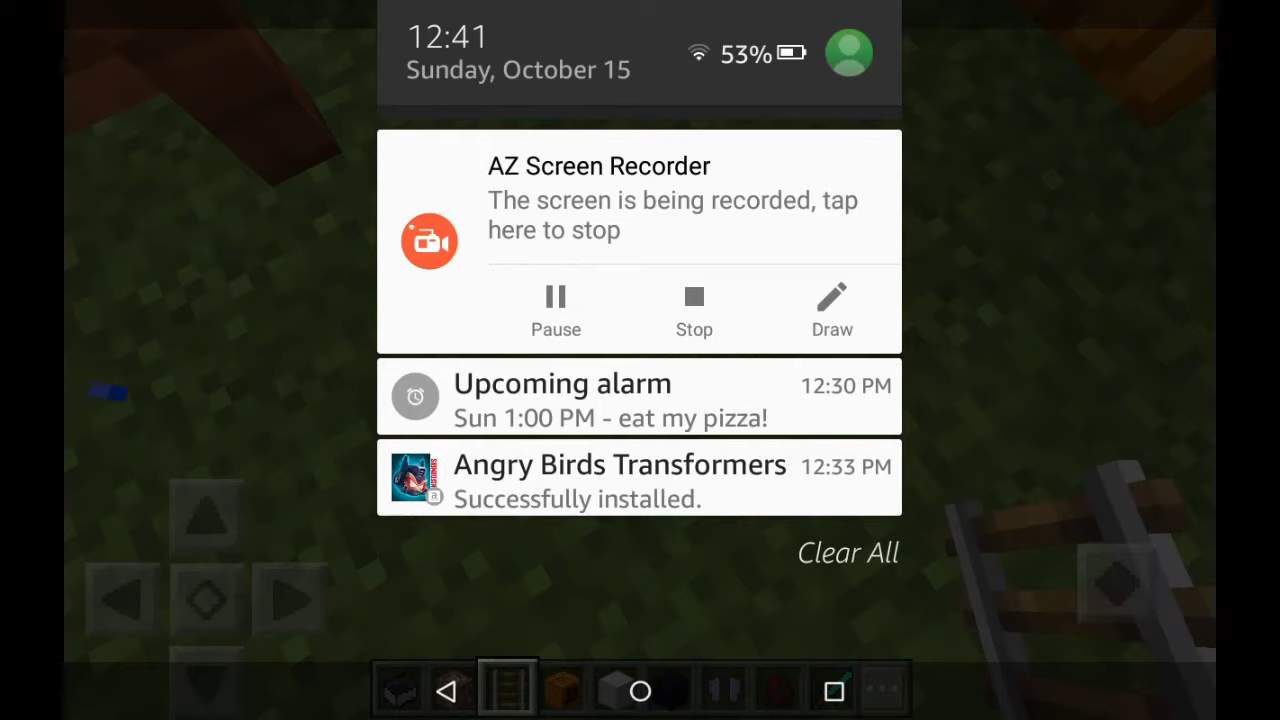 12:41
53%
Sunday, October 15
AZ Screen Recorder
The screen is being recorded, tap
here to stop
Pause
Stop
Draw
Upcoming alarm
12:30 PM
Sun 1:00 PM - eat my pizza!
Angry Birds Transformers
12:33 PM
Successfully installed.
Clear All